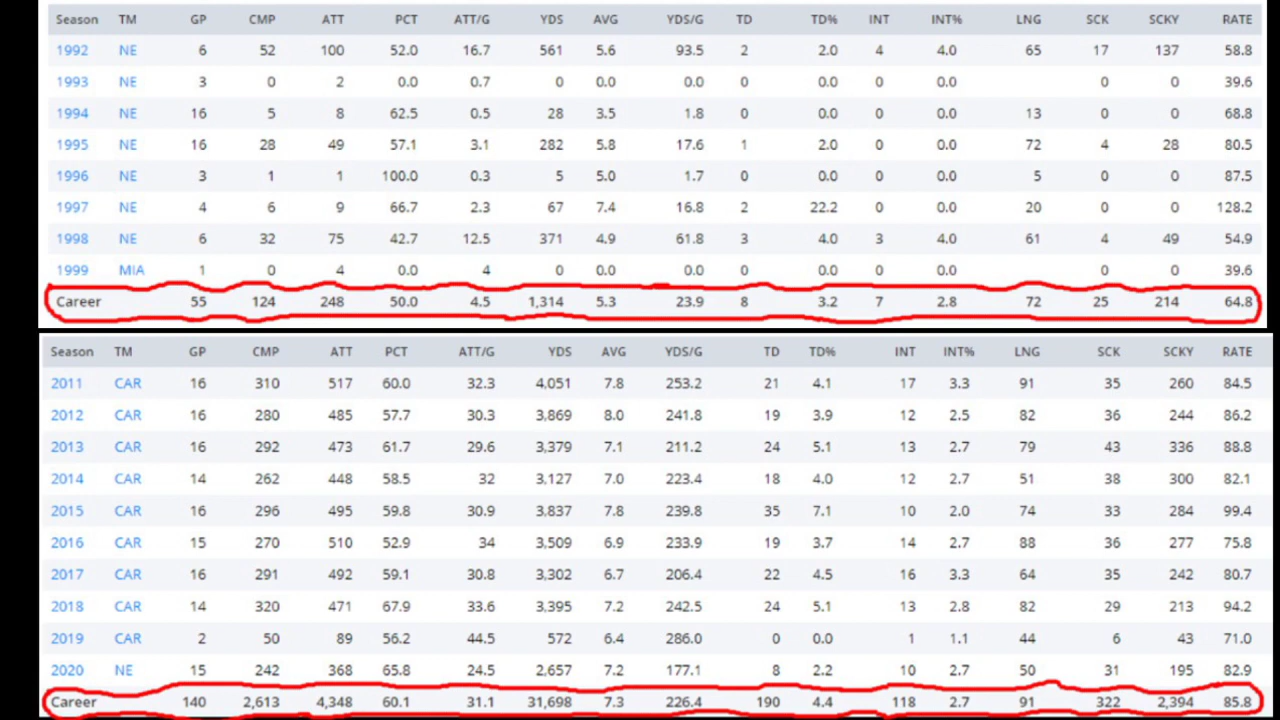 Season TM GP CMP ATT PCT ATT/G YDS AVG YDS/G TD TD% INT INT% LNG SCK SCKY RATE
1992 NE 6 52 100 52.0 16.7 561 5.6 93.5 2 2.0 4 4.0 65 17 137 58.8
1993 NE 3 0 2 0.0 0.7 0 0.0 0.0 0 0.0 0 0.0 0 0 39.6
1994 NE 16 5 8 62.5 0.5 28 3.5 1.8 0 0.0 0 0.0 13 0 0 68.8
1995 NE 16 28 49 57.1 3.1 282 5.8 17.6 1 2.0 0 0.0 72 4 28 80.5
1996 NE 3 1 1 100.0 0.3 5 5.0 1.7 0 0.0 0 0.0 5 0 0 87.5
1997 NE 4 6 9 66.7 2.3 67 7.4 16.8 2 22.2 0 0.0 20 0 0 128.2
1998 NE 6 32 75 42.7 12.5 371 4.9 61.8 3 4.0 3 4.0 61 4 49 54.9
1999 MIA 1 0 4 0.0 4 0 0.0 0.0 0 0.0 0 0.0 0 0 39.6
Career 55 124 248 50.0 4.5 1,314 5.3 23.9 8 3.2 7 2.8 72 25 214 64.8
Season TM GP CMP ATT PCT ATT/G YDS AVG YDS/G TD TD% INT INT% LNG SCK SCKY RATE
2011 CAR 16 310 517 60.0 32.3 4,051 7.8 253.2 21 4.1 17 3.3 91 35 260 84.5
2012 CAR 16 280 485 57.7 30.3 3,869 8.0 241.8 19 3.9 12 2.5 82 36 244 86.2
2013 CAR 16 292 473 61.7 29.6 3,379 7.1 211.2 24 5.1 13 2.7 79 43 336 88.8
2014 CAR 14 262 448 58.5 32 3,127 7.0 223.4 18 4.0 12 2.7 51 38 300 82.1
2015 CAR 16 296 495 59.8 30.9 3,837 7.8 239.8 35 7.1 10 2.0 74 33 284 99.4
2016 CAR 15 270 510 52.9 34 3,509 6.9 233.9 19 3.7 14 2.7 88 36 277 75.8
2017 CAR 16 291 492 59.1 30.8 3,302 6.7 206.4 22 4.5 16 3.3 64 35 242 80.7
2018 CAR 14 320 471 67.9 33.6 3,395 7.2 242.5 24 5.1 13 2.8 82 29 213 94.2
2019 CAR 2 50 89 56.2 44.5 572 6.4 286.0 0 0.0 1 1.1 44 6 43 71.0
2020 NE 15 242 368 65.8 24.5 2,657 7.2 177.1 8 2.2 10 2.7 50 31 195 82.9
Career 140 2,613 4,348 60.1 31.1 31,698 7.3 226.4 190 4.4 118 2.7 91 322 2,394 85.8